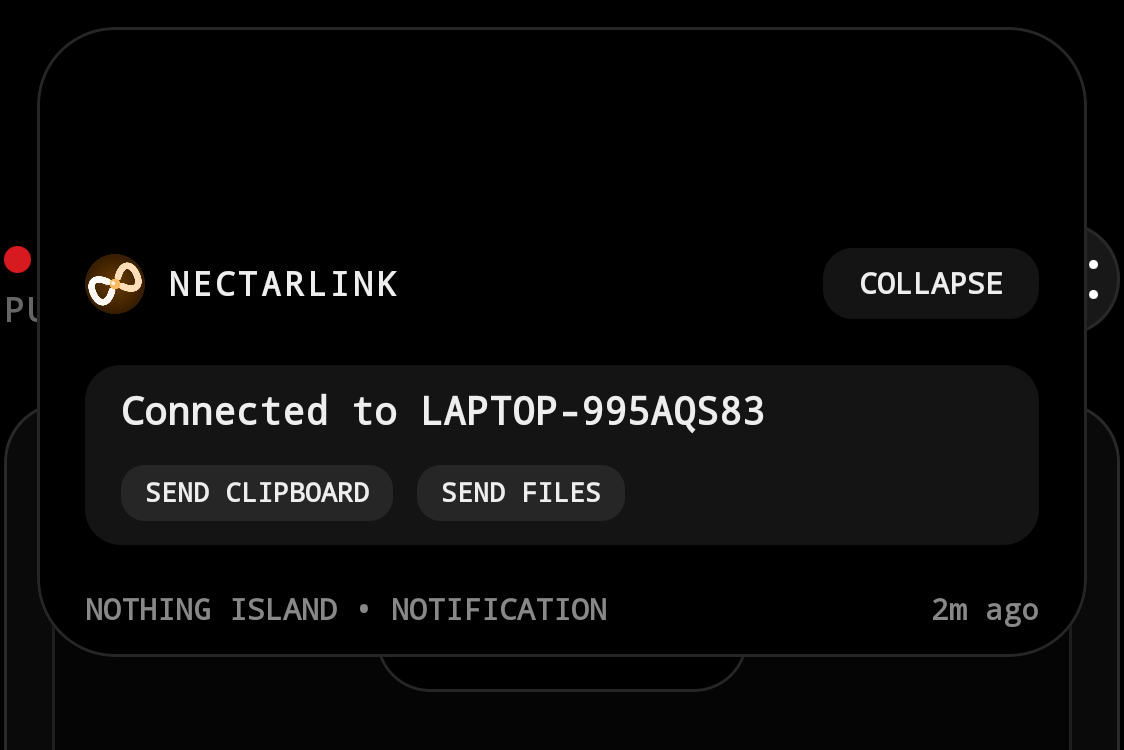 NECTARLINK
COLLAPSE
Connected to LAPTOP-995AQS83
SEND CLIPBOARD
SEND FILES
NOTHING ISLAND • NOTIFICATION
2m ago